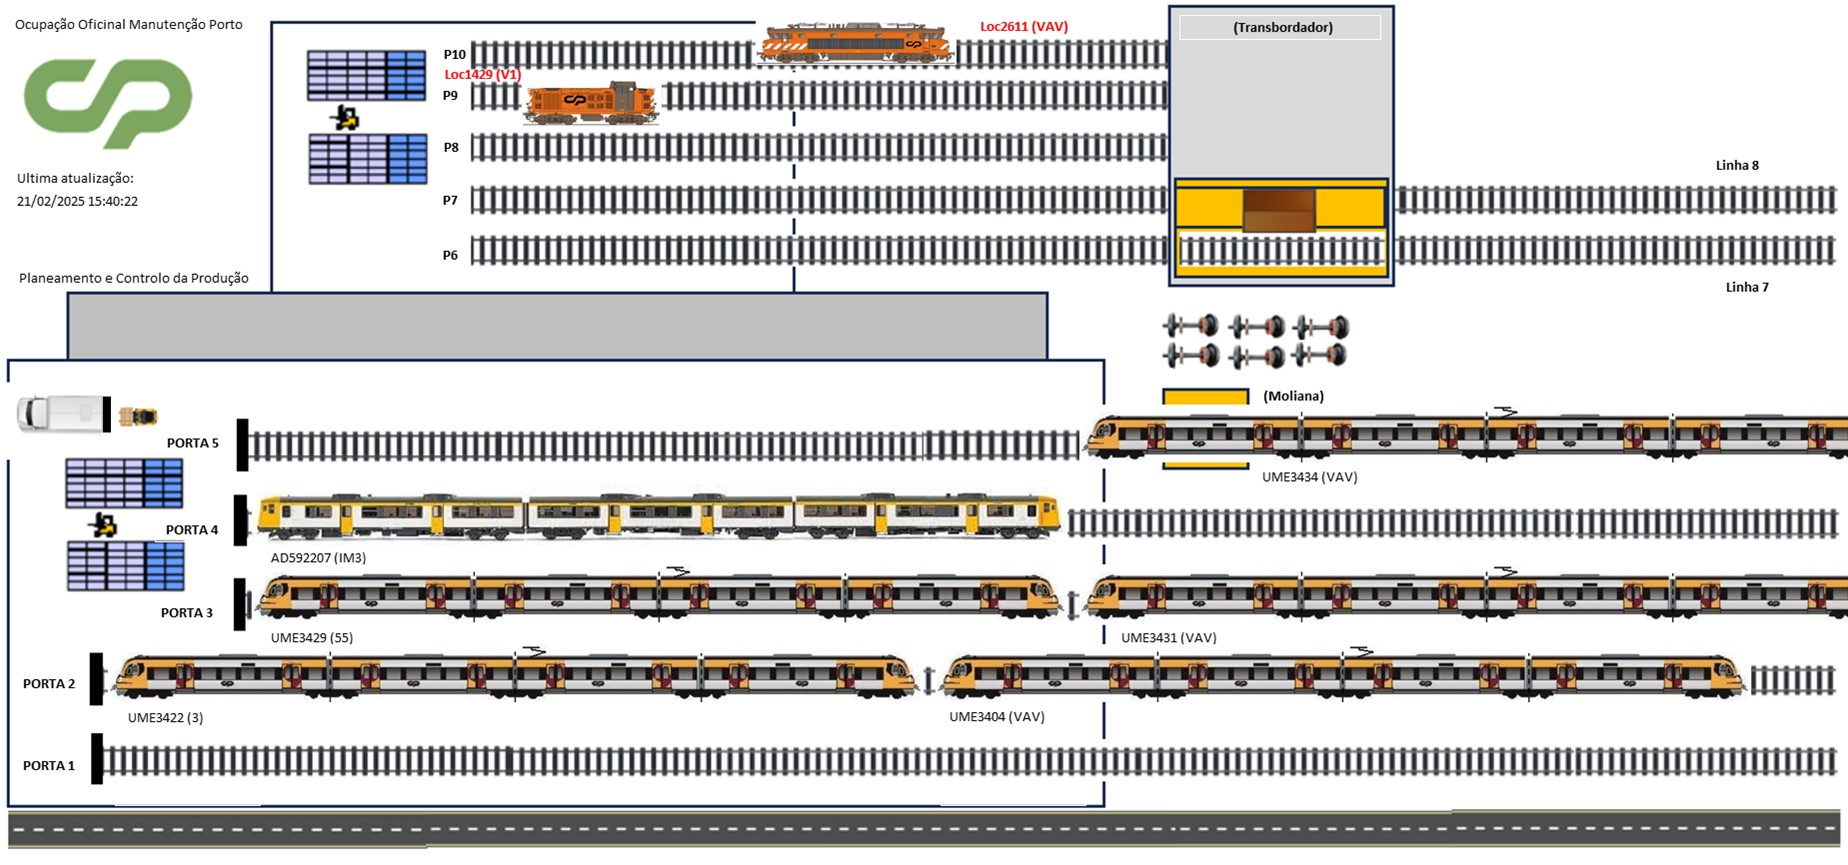 Ocupação Oficinal Manutenção Porto
Loc2611 (VAV)
(Transbordador)
P10
Loc1429 (V1)
P9
P8
Ultima atualização:
21/02/2025 15:40:22
Linha 8
P7
P6
Planeamento e Controlo da Produção
Linha 7
(Moliana)
PORTA 5
UME3434 (VAV)
PORTA 4
AD592207 (IM3)
PORTA 3
UME3429 (55)
UME3431 (VAV)
PORTA 2
UME3422 (3)
UME3404 (VAV)
PORTA 1